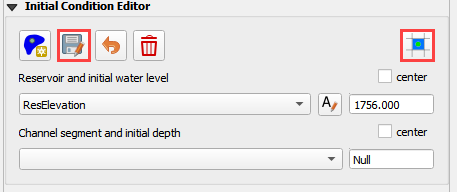 Initial Condition Editor
Reservoir and initial water level
center
ResElevation
A
1756.000
Channel segment and initial depth
center
Null